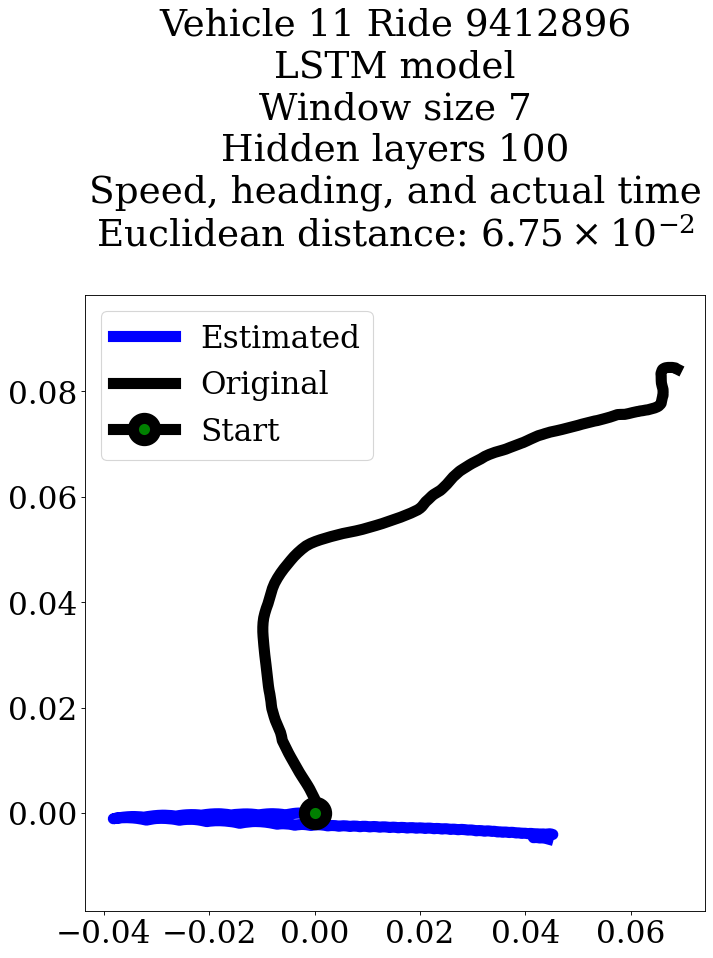 Vehicle 11 Ride 9412896
LSTM model
Window size 7
Hidden layers 100
Speed, heading, and actual time
Euclidean distance: 6.75 × 10⁻²
Estimated
Original
Start
0.08
0.06
0.04
0.02
0.00
−0.04 −0.02 0.00 0.02 0.04 0.06